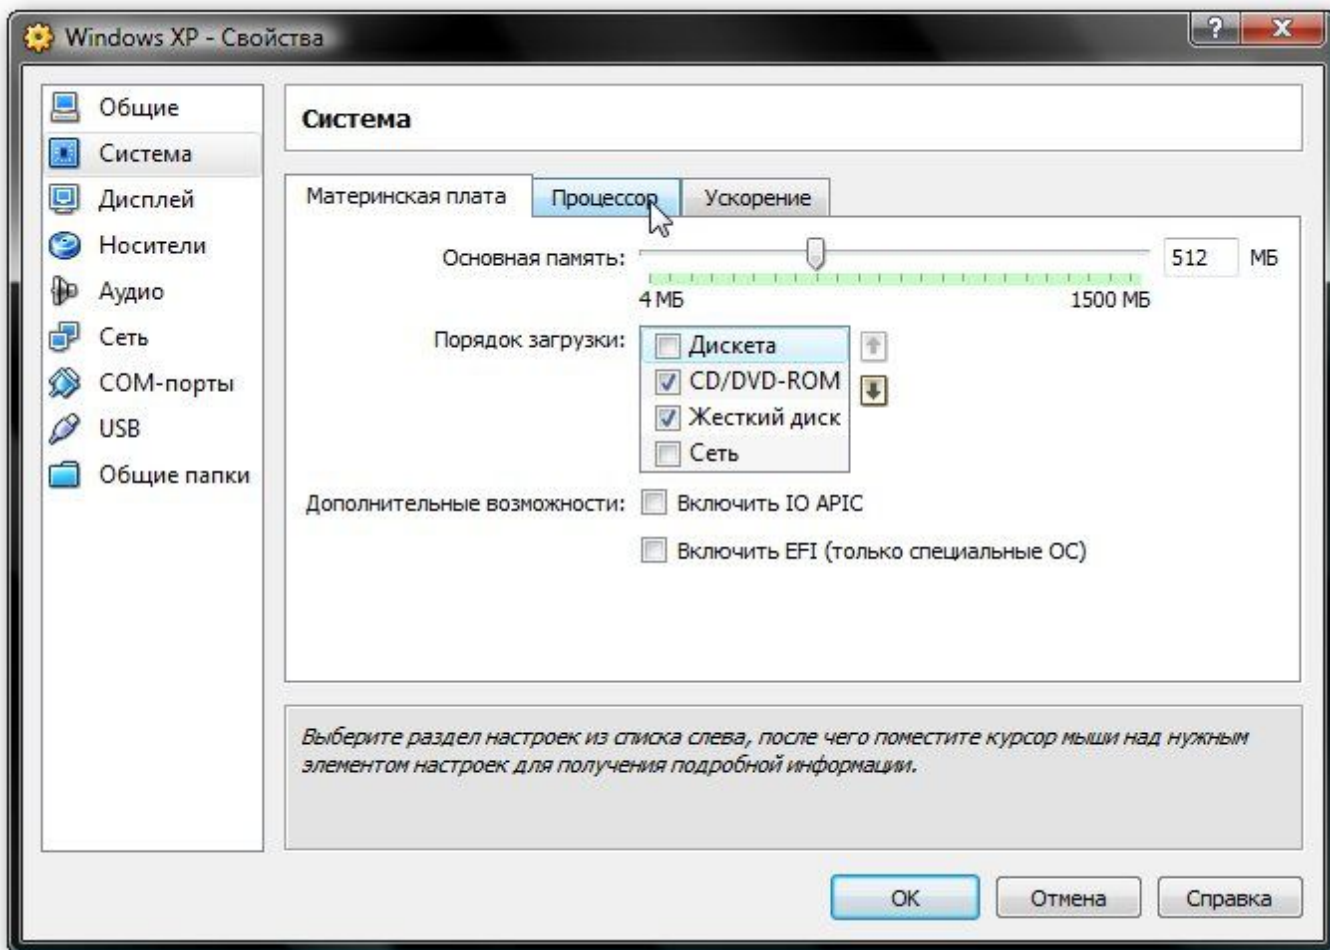 Windows XP - Свойства
?
X
Общие
Система
Дисплей
Носители
Аудио
Сеть
COM-порты
USB
Общие папки
Система
Материнская плата Процессор Ускорение
Основная память: 512 МБ
4 МБ 1500 МБ
Порядок загрузки: Дискета
CD/DVD-ROM
Жесткий диск
Сеть
Дополнительные возможности: Включить IO APIC
Включить EFI (только специальные ОС)
Выберите раздел настроек из списка слева, после чего поместите курсор мыши над нужным
элементом настроек для получения подробной информации.
OK Отмена Справка